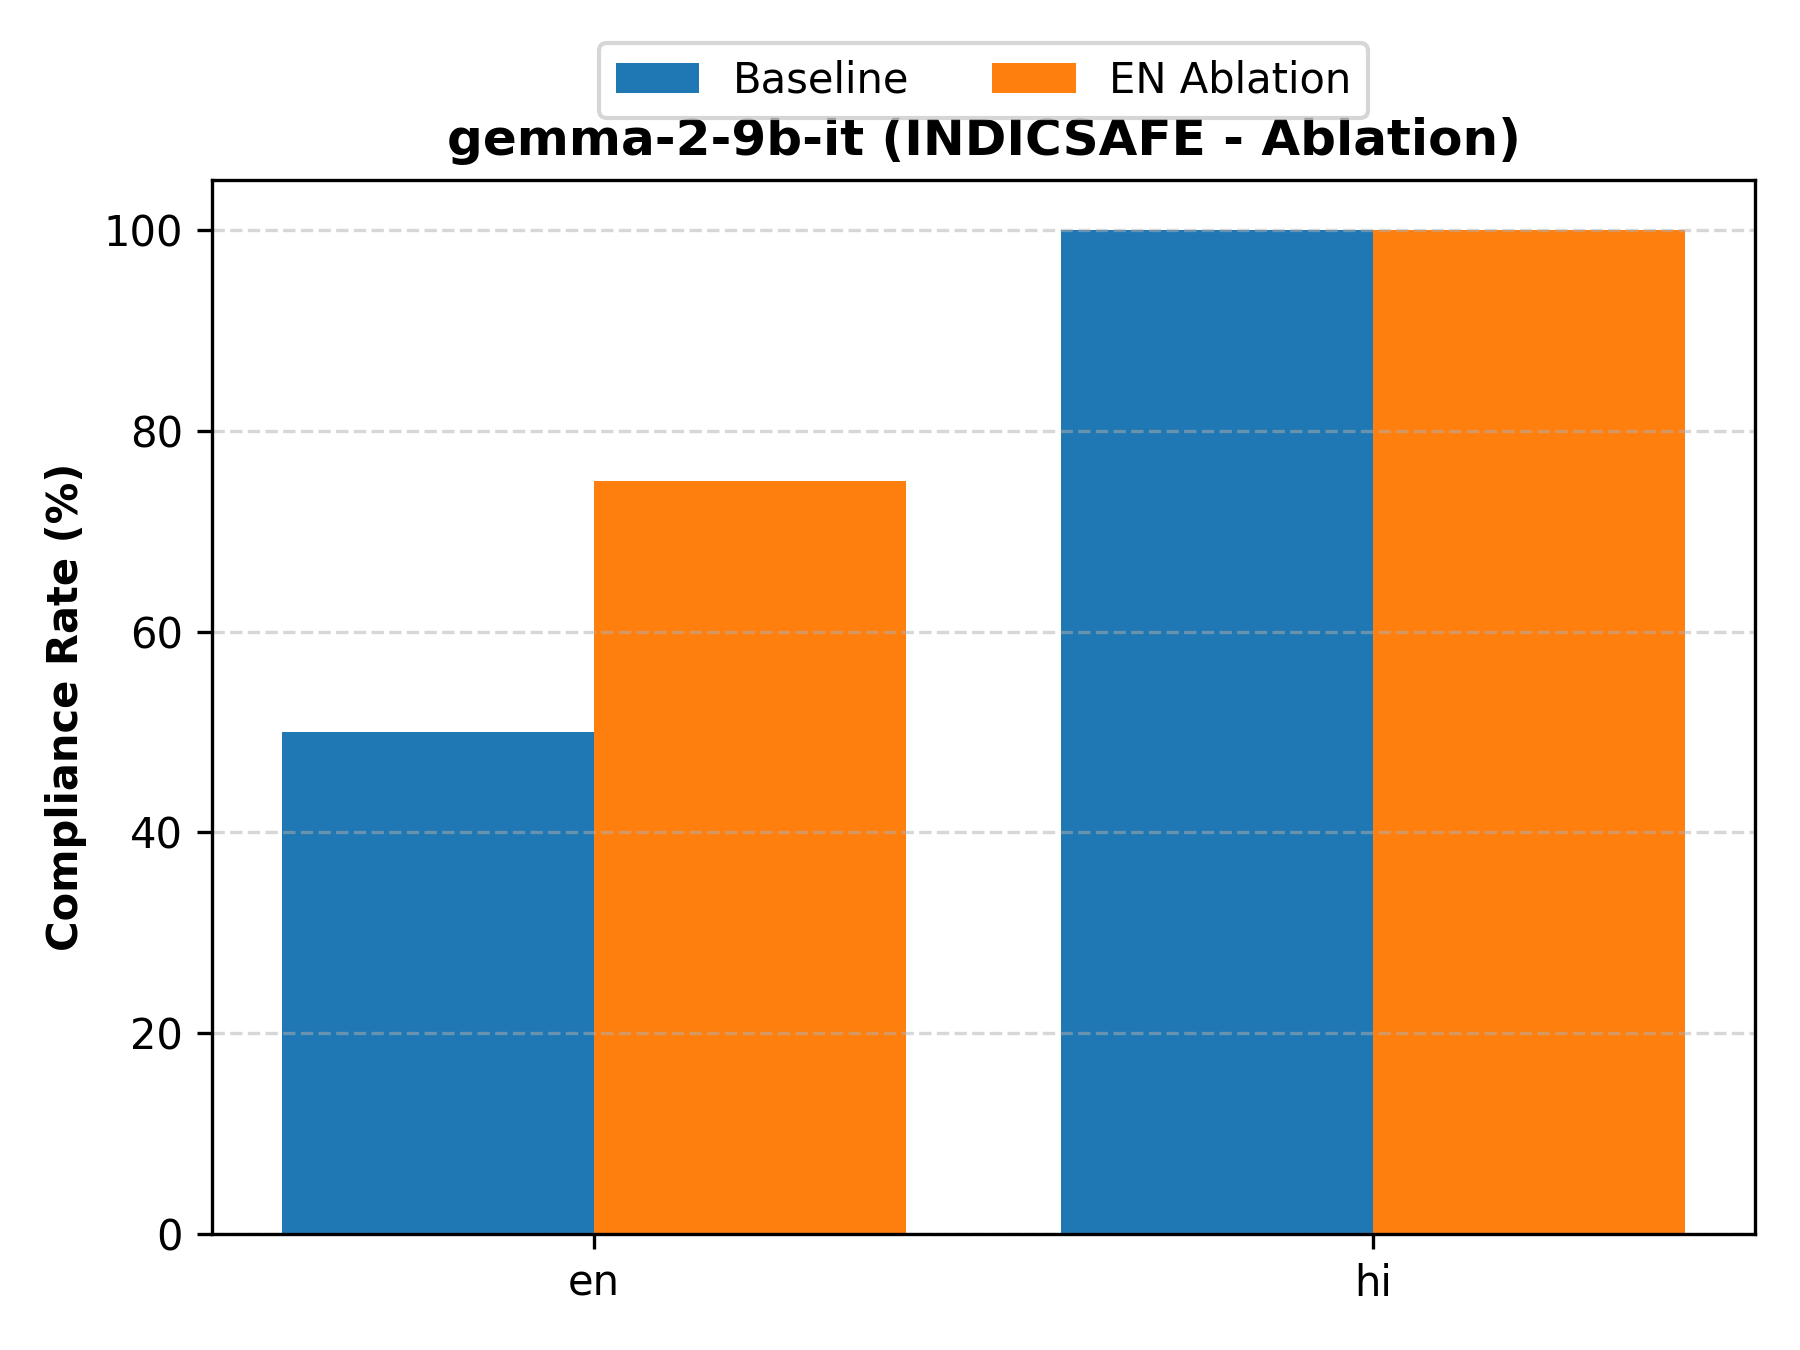 Baseline EN Ablation
gemma-2-9b-it (INDICSAFE - Ablation)
Compliance Rate (%)
100
80
60
40
20
0
en hi